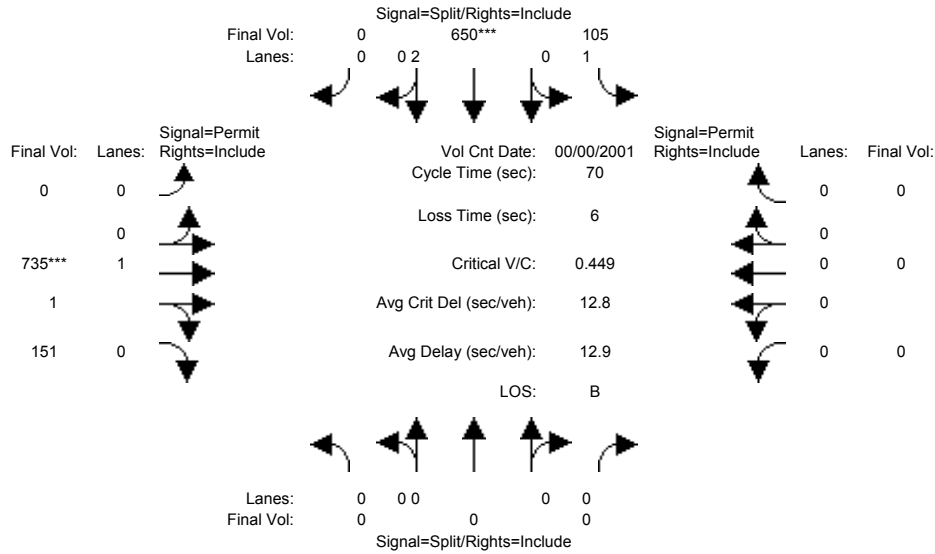 Signal=Split/Rights=Include
Final Vol: 0 650*** 105
Lanes: 0 0 2 0 1
Signal=Permit Signal=Permit
Final Vol: Lanes: Rights=Include Vol Cnt Date: 00/00/2001 Rights=Include Lanes: Final Vol:
Cycle Time (sec): 70
0 0 0 0
Loss Time (sec): 6
0 0
735*** 1 Critical V/C: 0.449 0 0
1 0 Avg Crit Del (sec/veh): 12.8 0
151 0 Avg Delay (sec/veh): 12.9 0 0
LOS: B
Lanes: 0 0 0 0 0
Final Vol: 0 0 0
Signal=Split/Rights=Include